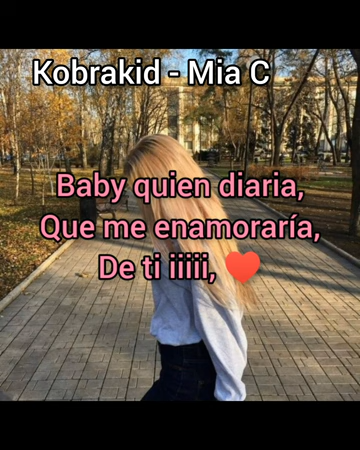 Kobrakid - Mia C
Baby quien diaria,
Que me enamoraría,
De ti iiiii, ♥️